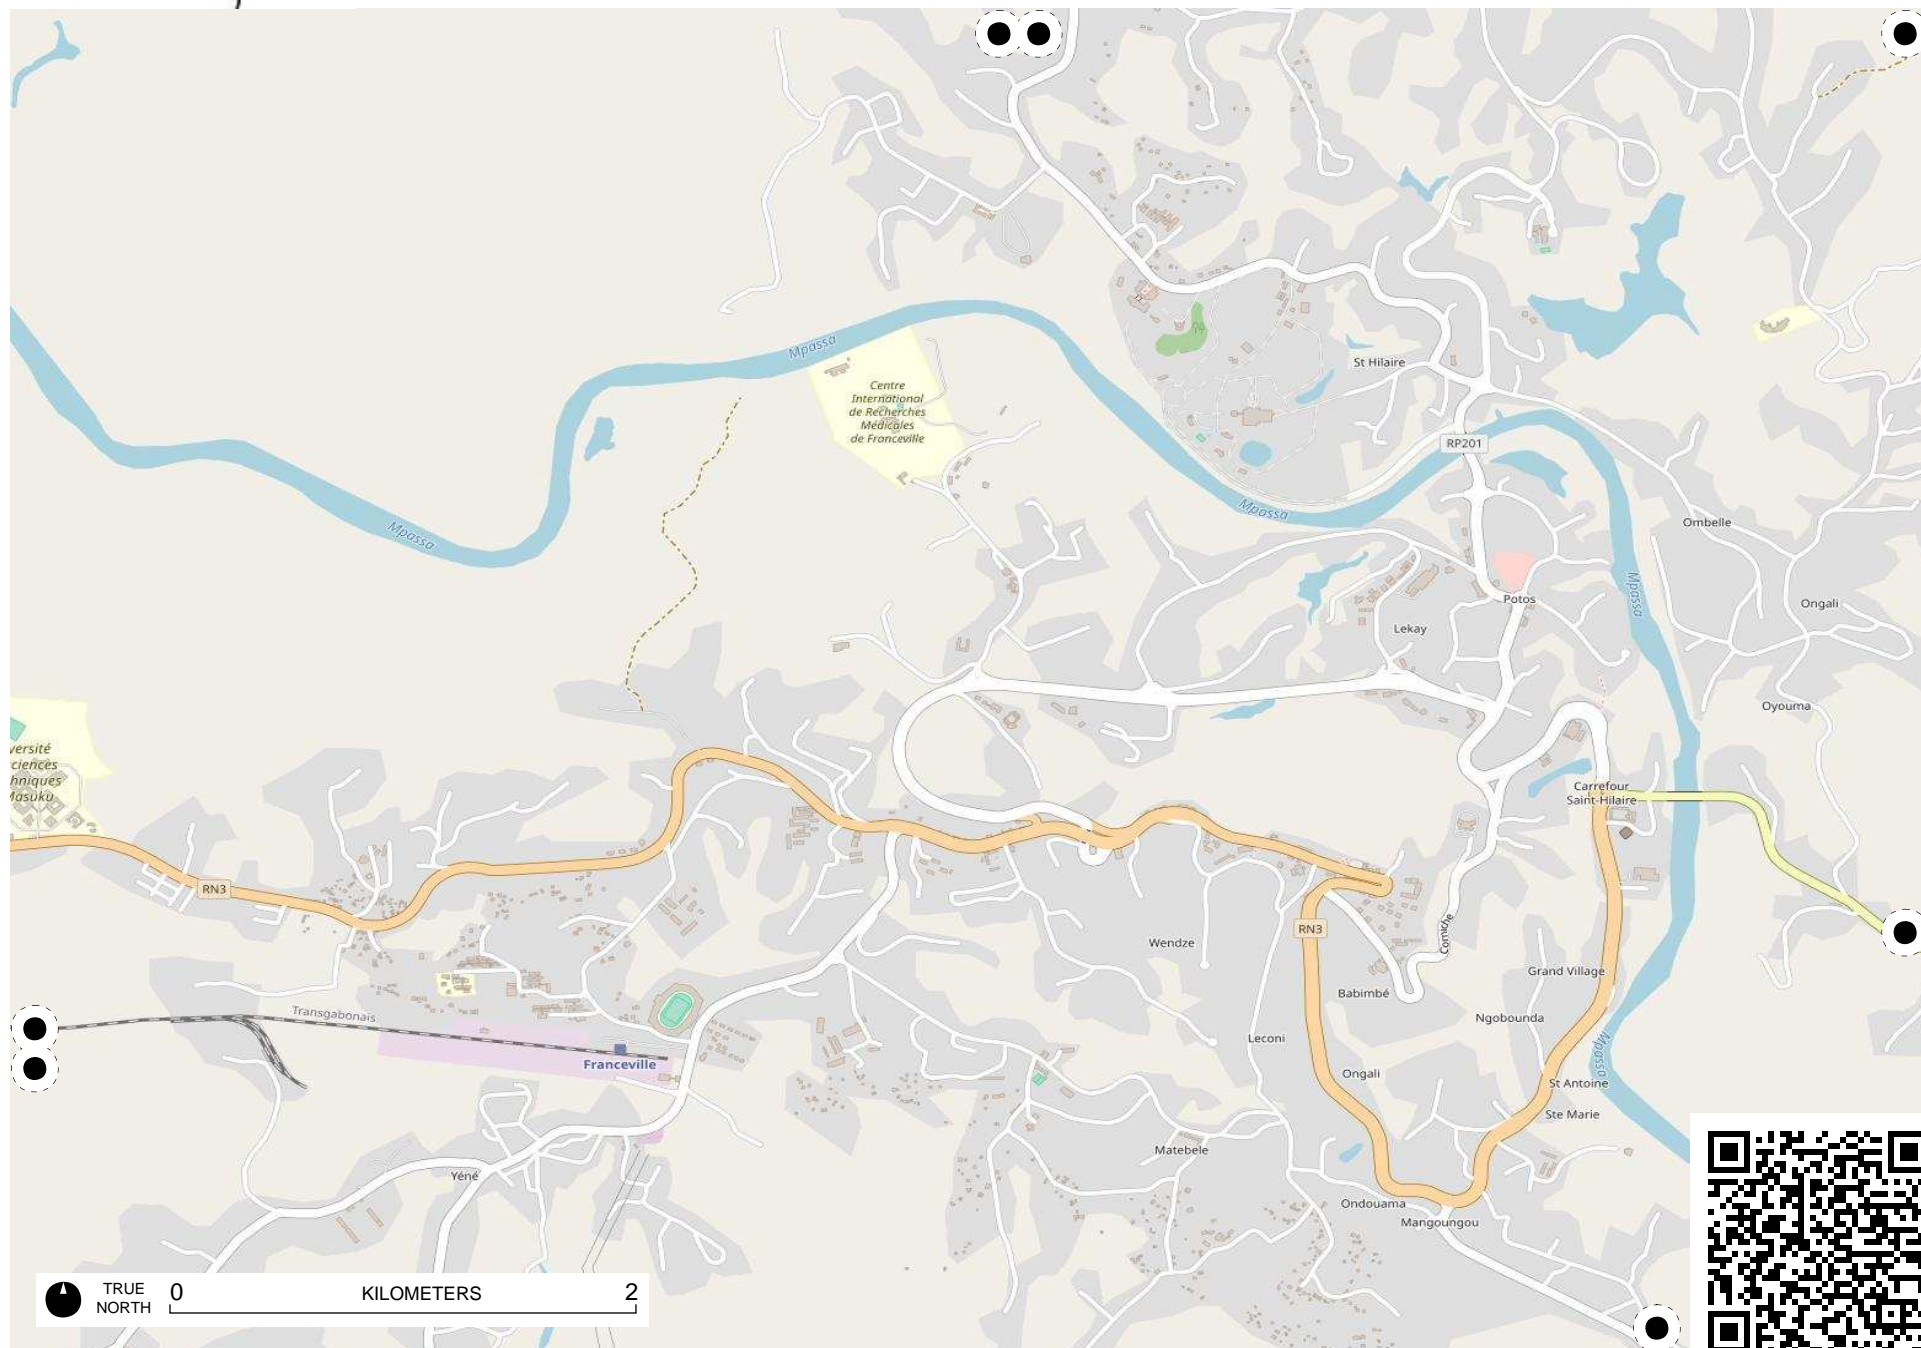 Mpassa
Centre
International
de Recherches
Médicales
de Franceville
St Hilaire
RP201
Mpassa
Mpassa
Ombelle
Mpassa
Potos
Ongali
Lekay
Oyouma
versité
ciences
hniques
Masuku
Carrefour
Saint-Hilaire
RN3
RN3
Corniche
Wendze
Grand Village
Babimbé
Ngobounda
Transgabonais
Leconi
Mpassa
Franceville
Ongali
St Antoine
Ste Marie
Matebele
Yéné
Ondouama
Mangoungou
TRUE
NORTH
0 KILOMETERS 2